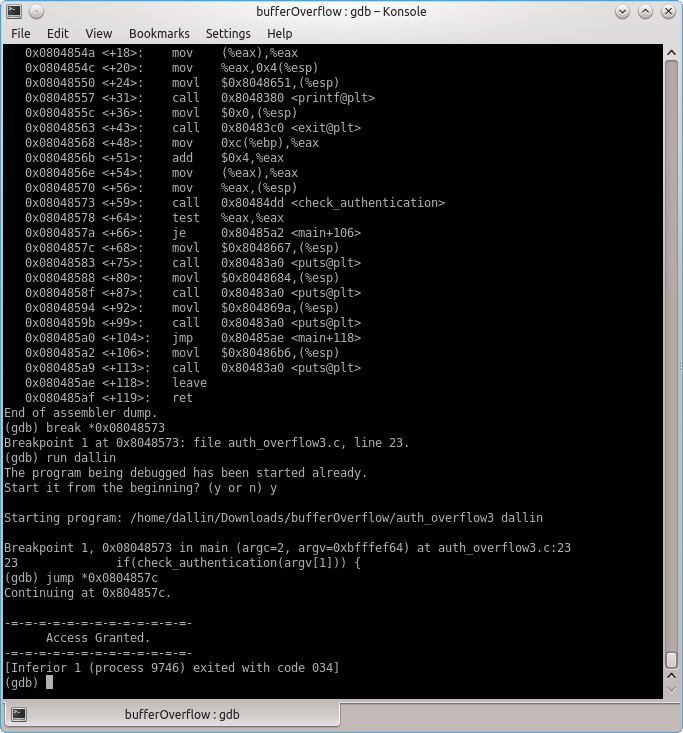 bufferOverflow : gdb – Konsole
File Edit View Bookmarks Settings Help
0x0804854a <+18>: mov (%eax),%eax
0x0804854c <+20>: mov %eax,0x4(%esp)
0x08048550 <+24>: movl $0x8048651,(%esp)
0x08048557 <+31>: call 0x8048380 <printf@plt>
0x0804855c <+36>: movl $0x0,(%esp)
0x08048563 <+43>: call 0x80483c0 <exit@plt>
0x08048568 <+48>: mov 0xc(%ebp),%eax
0x0804856b <+51>: add $0x4,%eax
0x0804856e <+54>: mov (%eax),%eax
0x08048570 <+56>: mov %eax,(%esp)
0x08048573 <+59>: call 0x80484dd <check_authentication>
0x08048578 <+64>: test %eax,%eax
0x0804857a <+66>: je 0x80485a2 <main+106>
0x0804857c <+68>: movl $0x8048667,(%esp)
0x08048583 <+75>: call 0x80483a0 <puts@plt>
0x08048588 <+80>: movl $0x8048684,(%esp)
0x0804858f <+87>: call 0x80483a0 <puts@plt>
0x08048594 <+92>: movl $0x804869a,(%esp)
0x0804859b <+99>: call 0x80483a0 <puts@plt>
0x080485a0 <+104>: jmp 0x80485ae <main+118>
0x080485a2 <+106>: movl $0x80486b6,(%esp)
0x080485a9 <+113>: call 0x80483a0 <puts@plt>
0x080485ae <+118>: leave
0x080485af <+119>: ret
End of assembler dump.
(gdb) break *0x08048573
Breakpoint 1 at 0x8048573: file auth_overflow3.c, line 23.
(gdb) run dallin
The program being debugged has been started already.
Start it from the beginning? (y or n) y
Starting program: /home/dallin/Downloads/bufferOverflow/auth_overflow3 dallin
Breakpoint 1, 0x08048573 in main (argc=2, argv=0xbfffef64) at auth_overflow3.c:23
23 if(check_authentication(argv[1])) {
(gdb) jump *0x0804857c
Continuing at 0x804857c.
-=-=-=-=-=-=-=-=-=-=-=-=-=-
Access Granted.
-=-=-=-=-=-=-=-=-=-=-=-=-=-
[Inferior 1 (process 9746) exited with code 034]
(gdb)
bufferOverflow : gdb